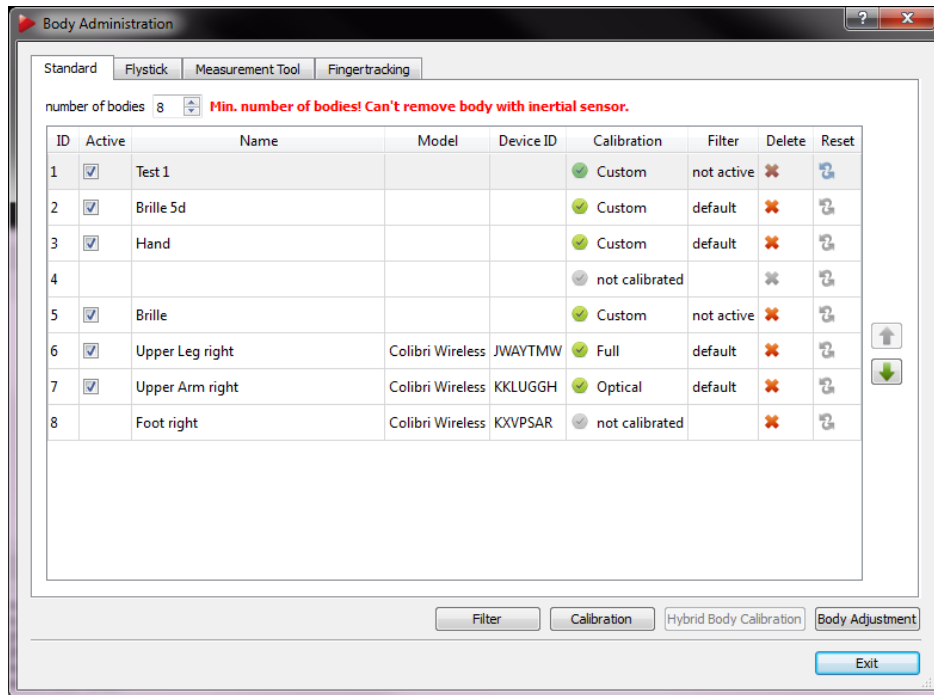 Body Administration
Standard Flystick Measurement Tool Fingertracking
number of bodies 8 Min. number of bodies! Can't remove body with inertial sensor.
ID Active Name Model Device ID Calibration Filter Delete Reset
1 Test 1 Custom not active
2 Brille 5d Custom default
3 Hand Custom default
4 not calibrated
5 Brille Custom not active
6 Upper Leg right Colibri Wireless JWAYTMW Full default
7 Upper Arm right Colibri Wireless KKLUGGH Optical default
8 Foot right Colibri Wireless KXVPSAR not calibrated
Filter Calibration Hybrid Body Calibration Body Adjustment
Exit